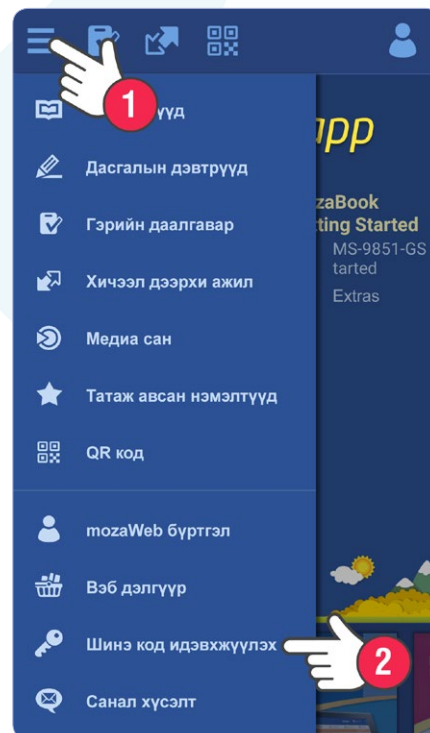 1
үүд
Дасгалын дэвтрүүд
Гэрийн даалгавар
Хичээл дээрхи ажил
Медиа сан
Татаж авсан нэмэлтүүд
QR код
mozaWeb бүртгэл
Вэб дэлгүүр
Шинэ код идэвхжүүлэх
2
Санал хүсэлт
app
zaBook
ting Started
MS-9851-GS
tarted
Extras